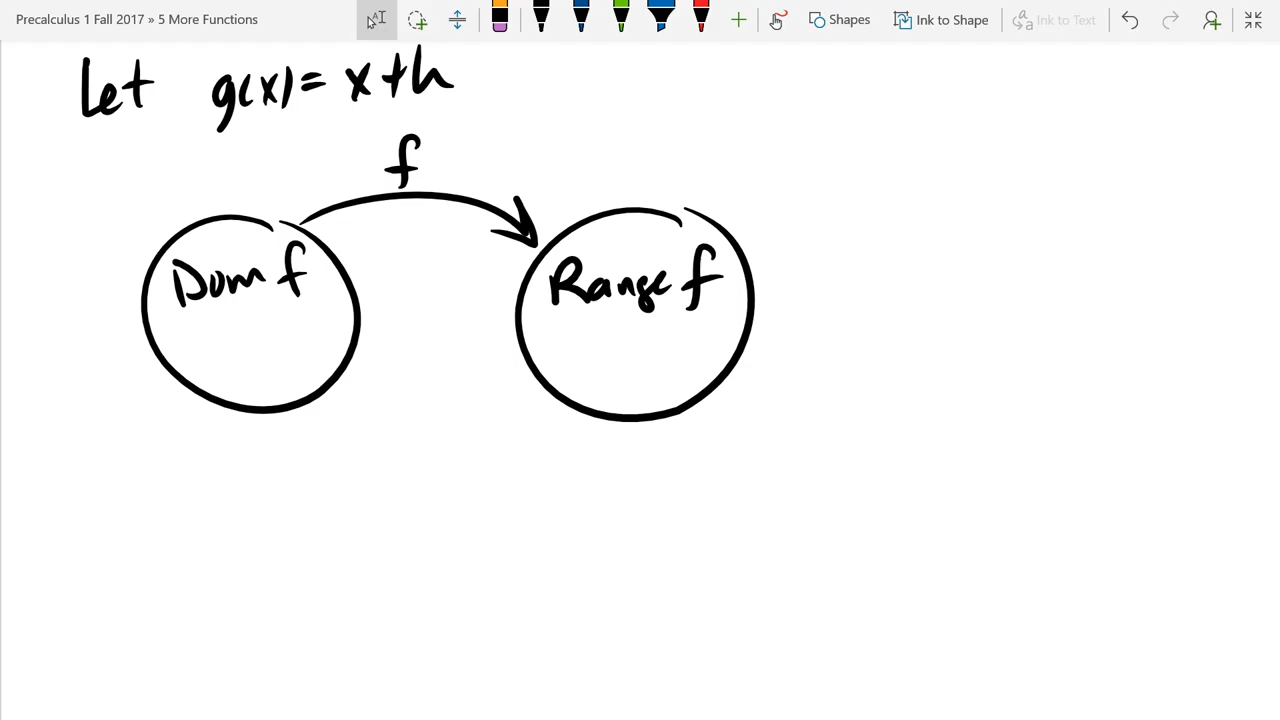 Precalculus 1 Fall 2017 » 5 More Functions
Shapes
Ink to Shape
Ink to Text
Let g(x) = x+h
f
Dom f
Range f